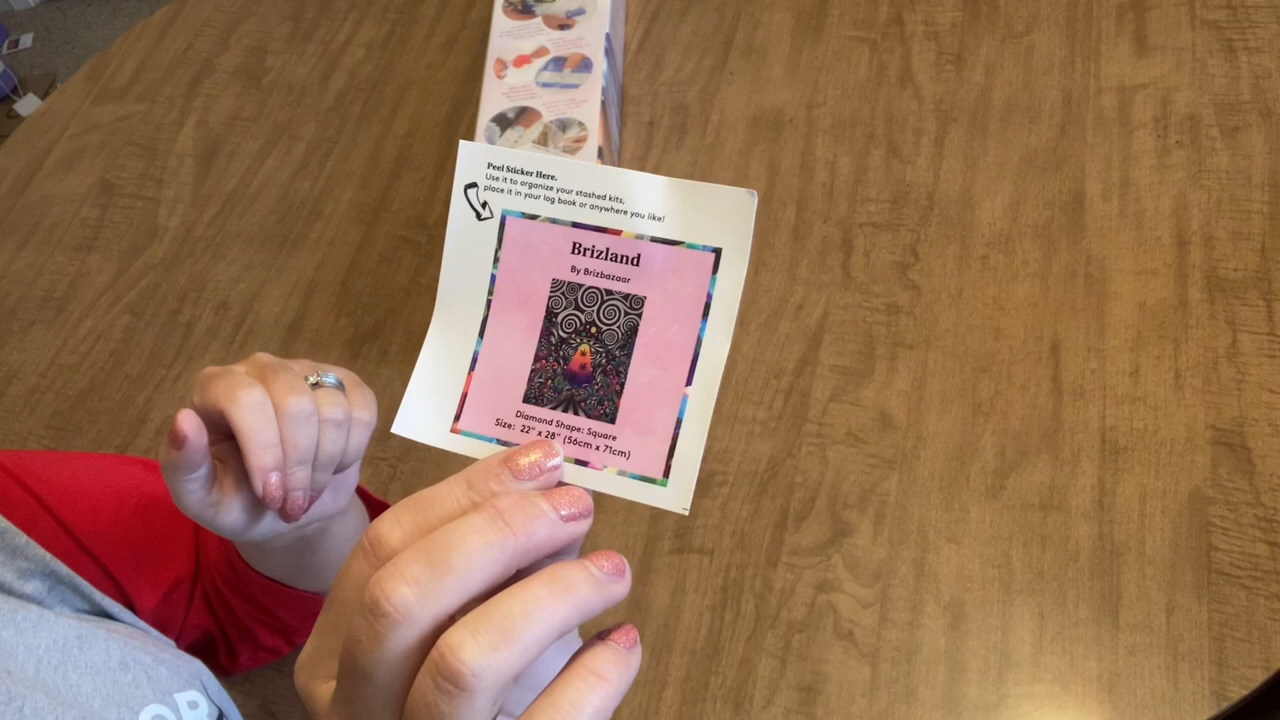 Peel Sticker Here.
Use it to organize your stashed kits,
place it in your log book or anywhere you like!
Brizland
By Brizbazaar
Diamond Shape: Square
Size: 22" x 28" (56cm x 71cm)
OR